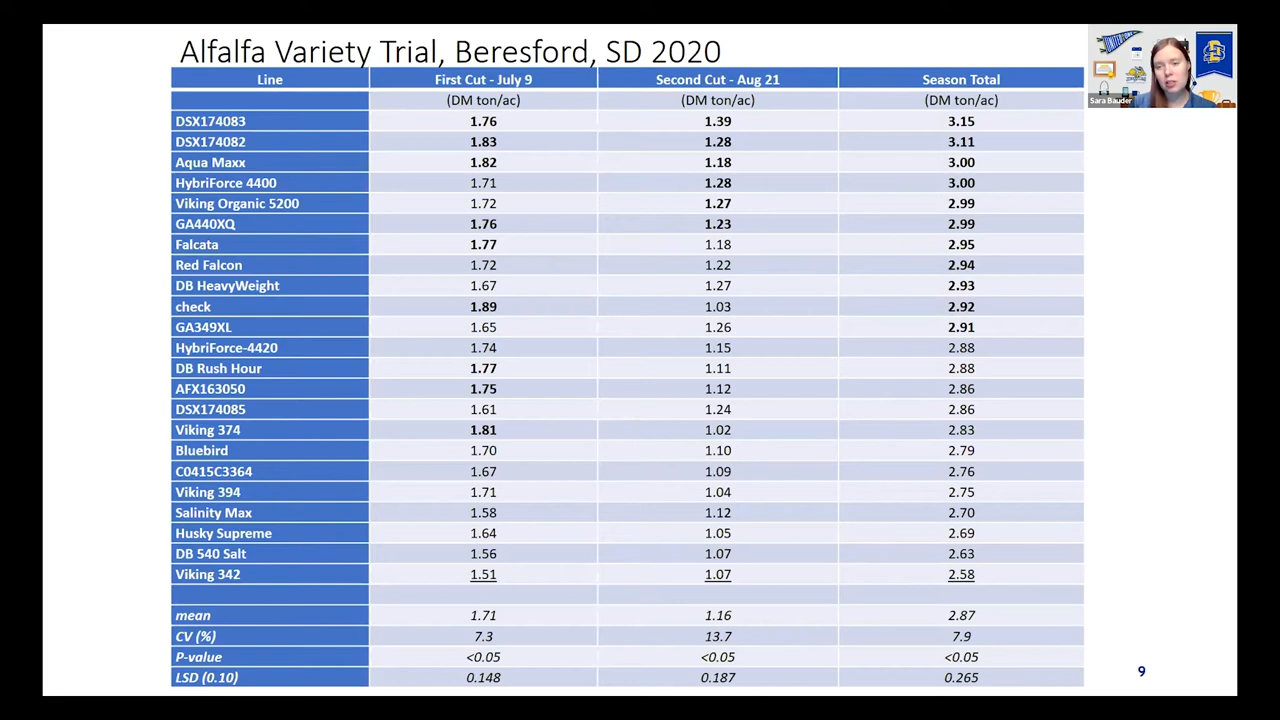 Alfalfa Variety Trial, Beresford, SD 2020
Line First Cut - July 9 Second Cut - Aug 21 Season Total
(DM ton/ac) (DM ton/ac) (DM ton/ac)
DSX174083 1.76 1.39 3.15
DSX174082 1.83 1.28 3.11
Aqua Maxx 1.82 1.18 3.00
HybriForce 4400 1.71 1.28 3.00
Viking Organic 5200 1.72 1.27 2.99
GA440XQ 1.76 1.23 2.99
Falcata 1.77 1.18 2.95
Red Falcon 1.72 1.22 2.94
DB HeavyWeight 1.67 1.27 2.93
check 1.89 1.03 2.92
GA349XL 1.65 1.26 2.91
HybriForce-4420 1.74 1.15 2.88
DB Rush Hour 1.77 1.11 2.88
AFX163050 1.75 1.12 2.86
DSX174085 1.61 1.24 2.86
Viking 374 1.81 1.02 2.83
Bluebird 1.70 1.10 2.79
C0415C3364 1.67 1.09 2.76
Viking 394 1.71 1.04 2.75
Salinity Max 1.58 1.12 2.70
Husky Supreme 1.64 1.05 2.69
DB 540 Salt 1.56 1.07 2.63
Viking 342 1.51 1.07 2.58
mean 1.71 1.16 2.87
CV (%) 7.3 13.7 7.9
P-value <0.05 <0.05 <0.05
LSD (0.10) 0.148 0.187 0.265
9
Sara Bauder